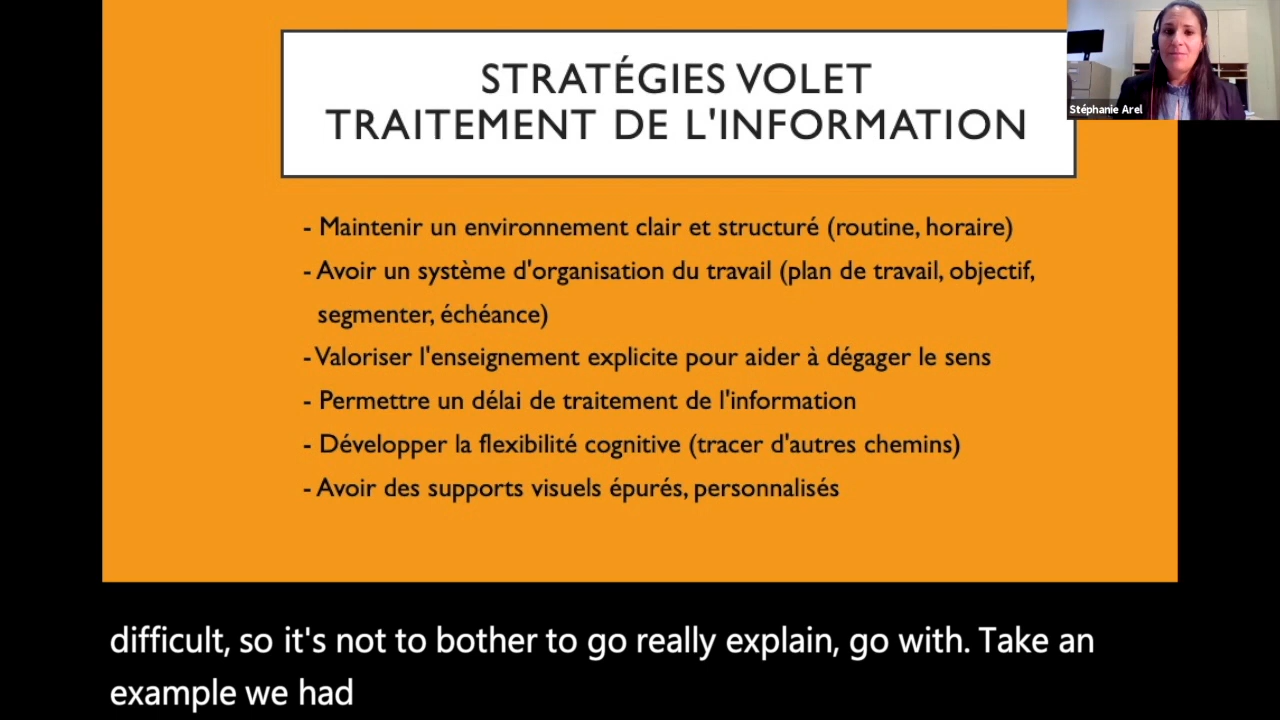 STRATÉGIES VOLET
TRAITEMENT DE L'INFORMATION
Stéphanie Arel
- Maintenir un environnement clair et structuré (routine, horaire)
- Avoir un système d'organisation du travail (plan de travail, objectif,
segmenter, échéance)
- Valoriser l'enseignement explicite pour aider à dégager le sens
- Permettre un délai de traitement de l'information
- Développer la flexibilité cognitive (tracer d'autres chemins)
- Avoir des supports visuels épurés, personnalisés
difficult, so it's not to bother to go really explain, go with. Take an
example we had